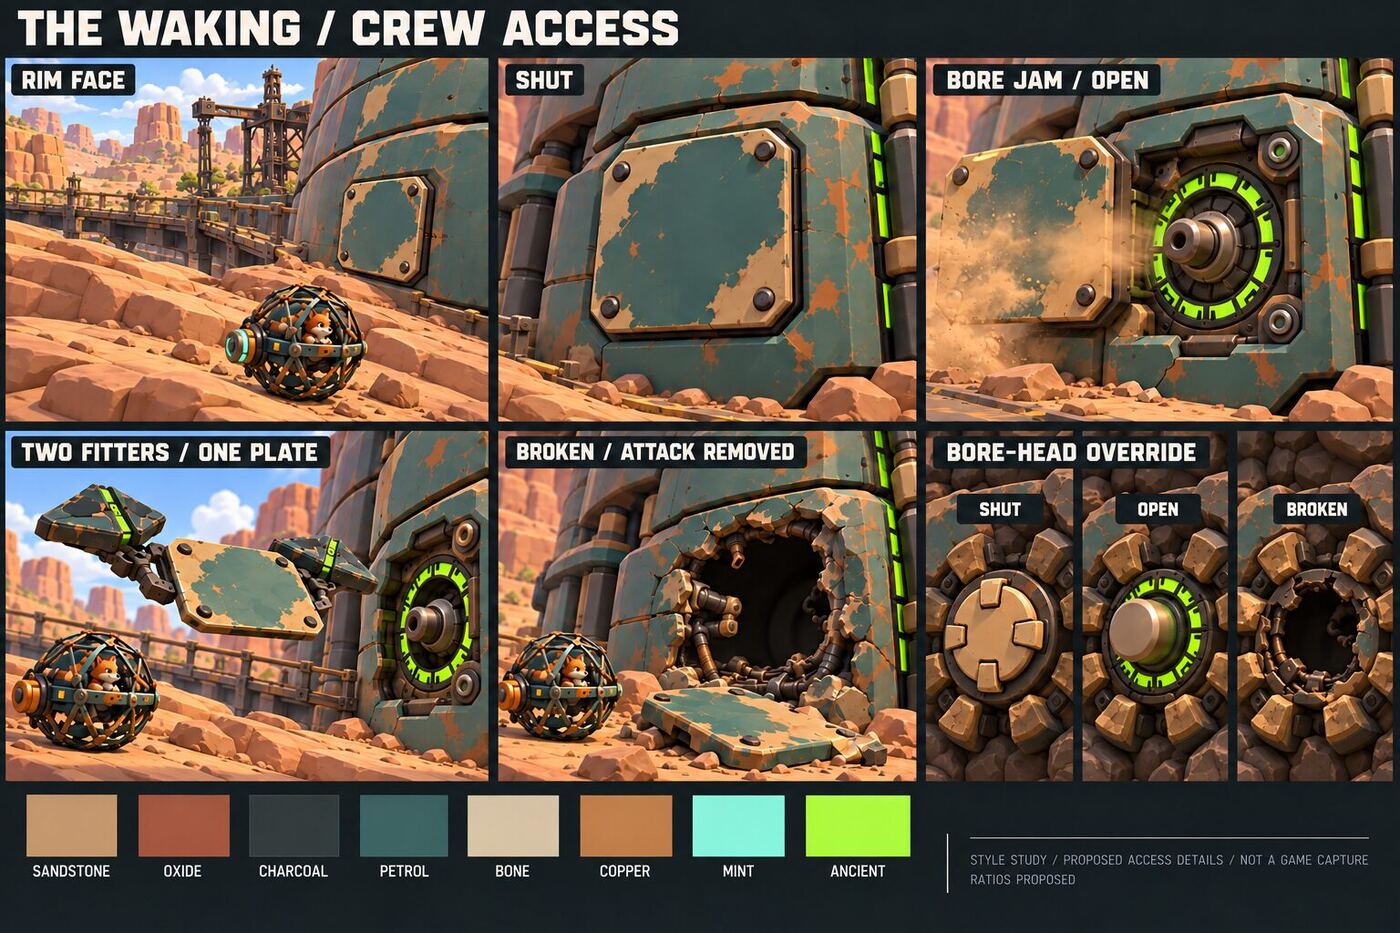 THE WAKING / CREW ACCESS
RIM FACE
SHUT
BORE JAM / OPEN
TWO FITTERS / ONE PLATE
BROKEN / ATTACK REMOVED
BORE-HEAD OVERRIDE
SHUT
OPEN
BROKEN
SANDSTONE
OXIDE
CHARCOAL
PETROL
BONE
COPPER
MINT
ANCIENT
STYLE STUDY / PROPOSED ACCESS DETAILS / NOT A GAME CAPTURE
RATIOS PROPOSED